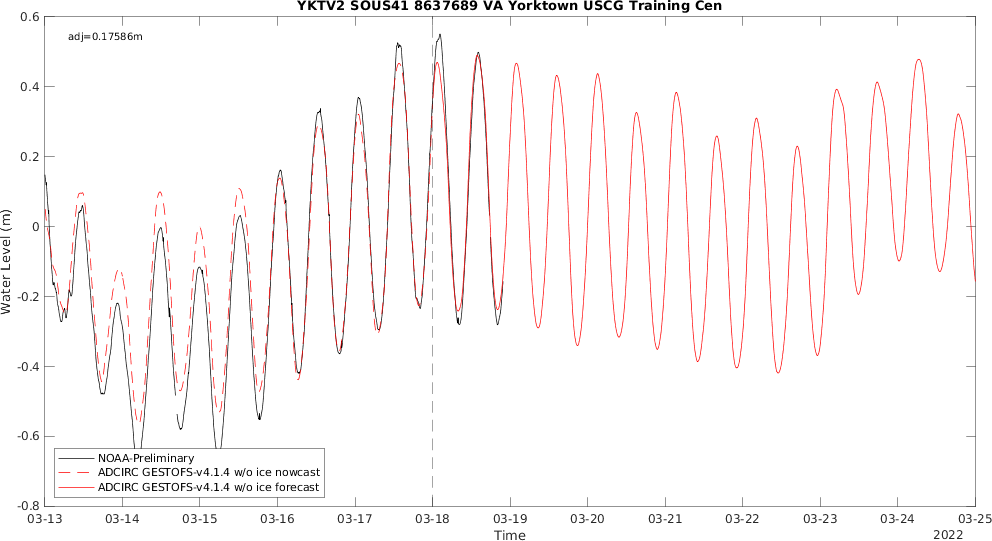 YKTV2 SOUS41 8637689 VA Yorktown USCG Training Cen
adj=0.17586m
0.6
0.4
0.2
0
-0.2
-0.4
-0.6
-0.8
Water Level (m)
NOAA-Preliminary
ADCIRC GESTOFS-v4.1.4 w/o ice nowcast
ADCIRC GESTOFS-v4.1.4 w/o ice forecast
03-13 03-14 03-15 03-16 03-17 03-18 03-19 03-20 03-21 03-22 03-23 03-24 03-25
Time
2022